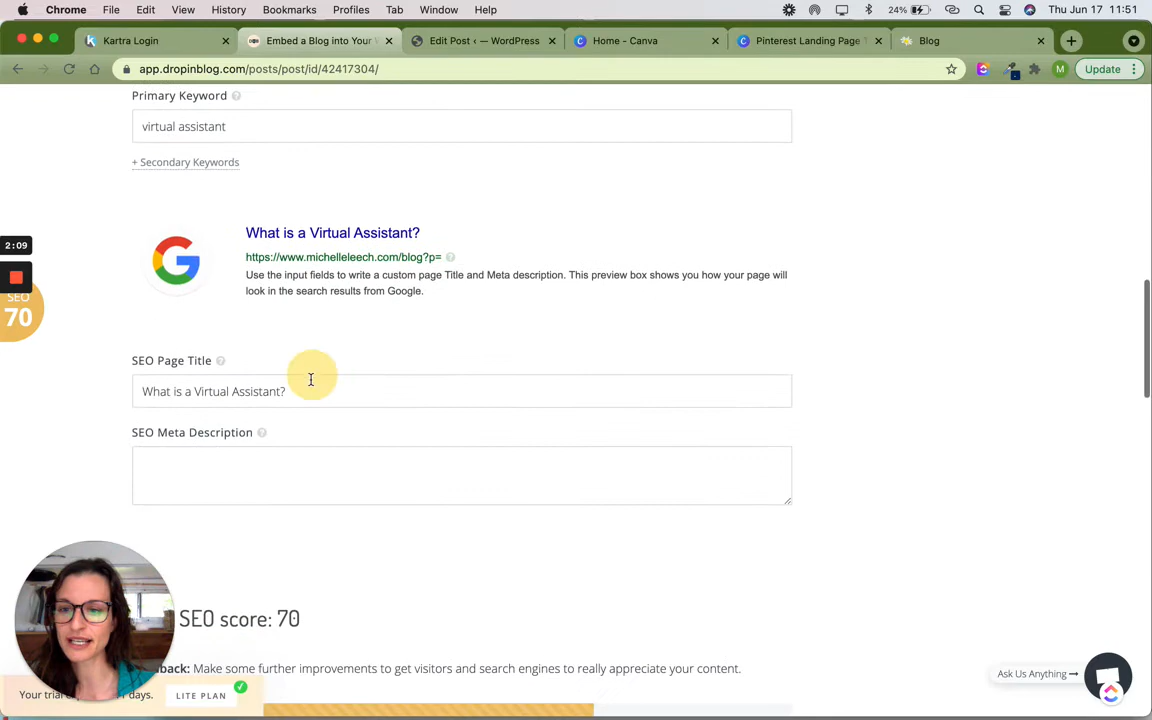 Chrome File Edit View History Bookmarks Profiles Tab Window Help 24% Thu Jun 17 11:51
Kartra Login Embed a Blog into Your Edit Post ‹ — WordPress Home - Canva Pinterest Landing Page Blog
app.dropinblog.com/posts/post/id/42417304/ M Update
Primary Keyword
virtual assistant
+ Secondary Keywords
What is a Virtual Assistant?
2:09
https://www.michelleleech.com/blog?p=
Use the input fields to write a custom page Title and Meta description. This preview box shows you how your page will
look in the search results from Google.
SEO
70
SEO Page Title
What is a Virtual Assistant?
SEO Meta Description
SEO score: 70
Make some further improvements to get visitors and search engines to really appreciate your content.
Ask Us Anything
Your days.
LITE PLAN